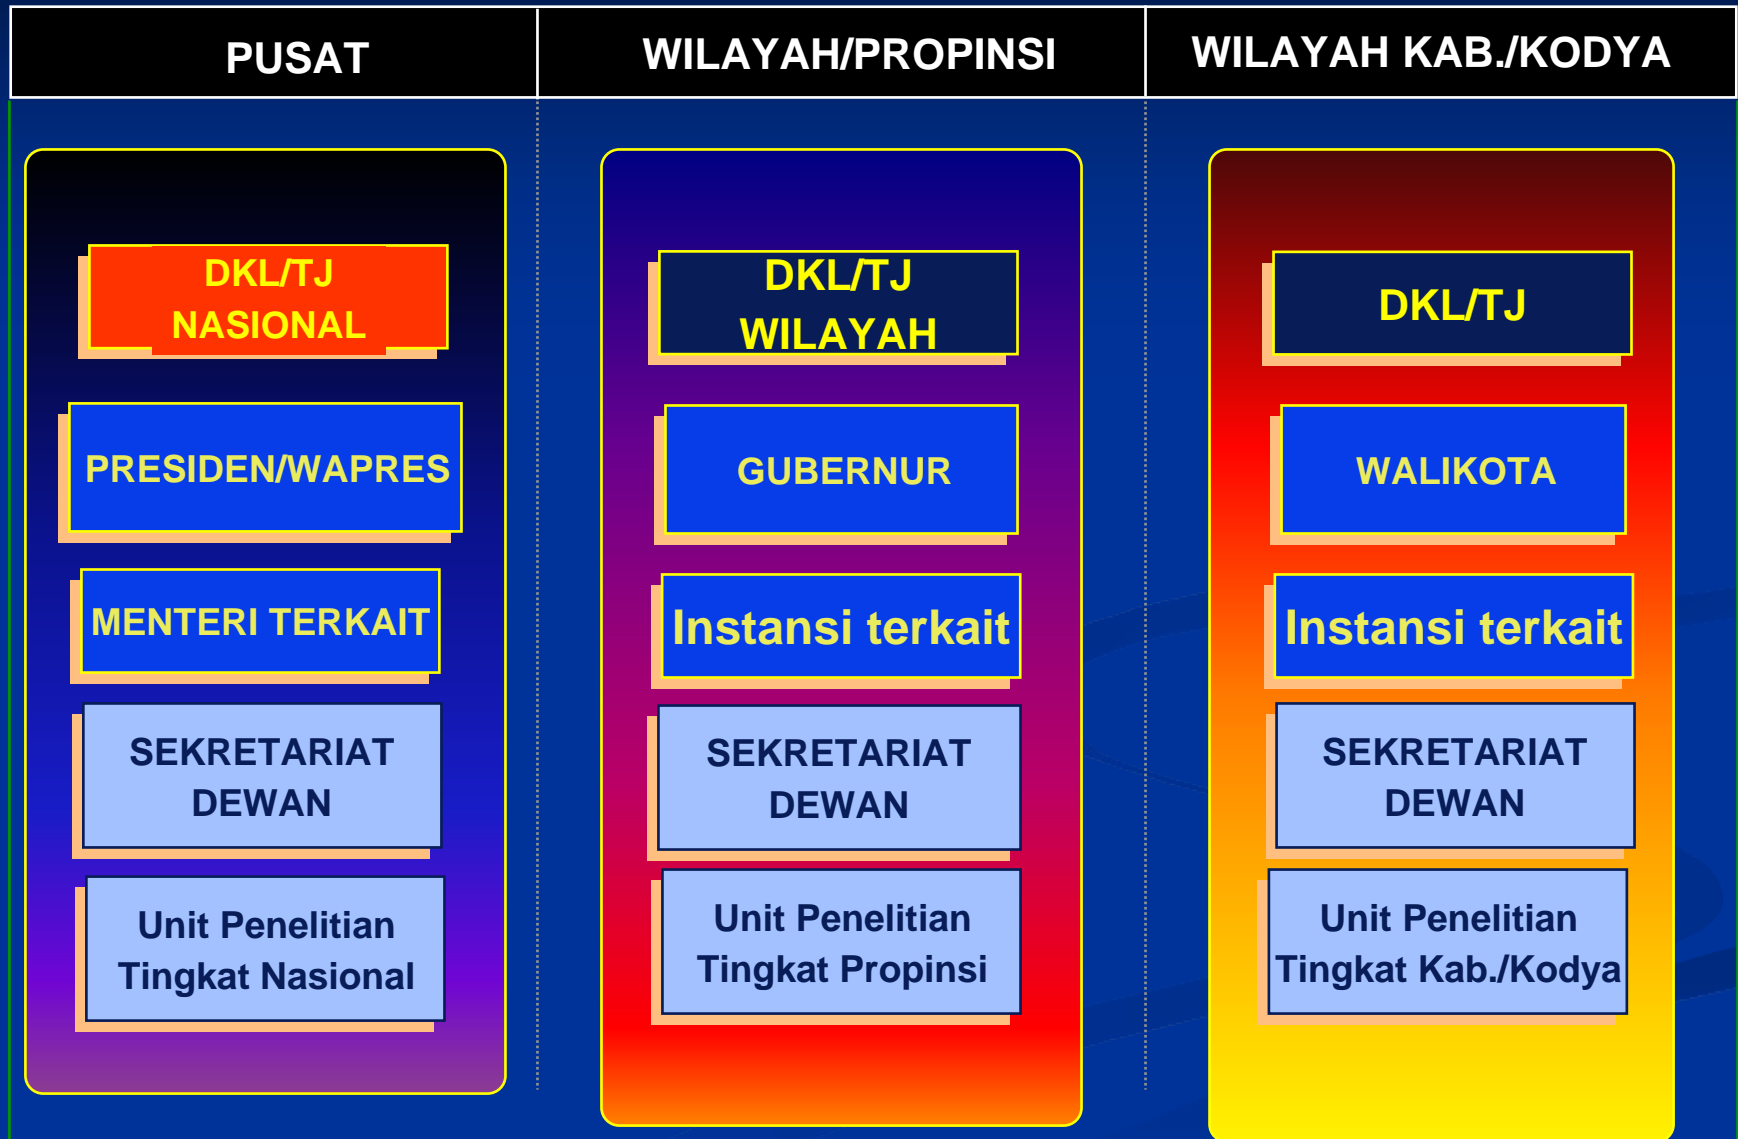 PUSAT
WILAYAH/PROPINSI
WILAYAH KAB./KODYA
DKL/TJ
NASIONAL
PRESIDEN/WAPRES
MENTERI TERKAIT
SEKRETARIAT
DEWAN
Unit Penelitian
Tingkat Nasional
DKL/TJ
WILAYAH
GUBERNUR
Instansi terkait
SEKRETARIAT
DEWAN
Unit Penelitian
Tingkat Propinsi
DKL/TJ
WALIKOTA
Instansi terkait
SEKRETARIAT
DEWAN
Unit Penelitian
Tingkat Kab./Kodya